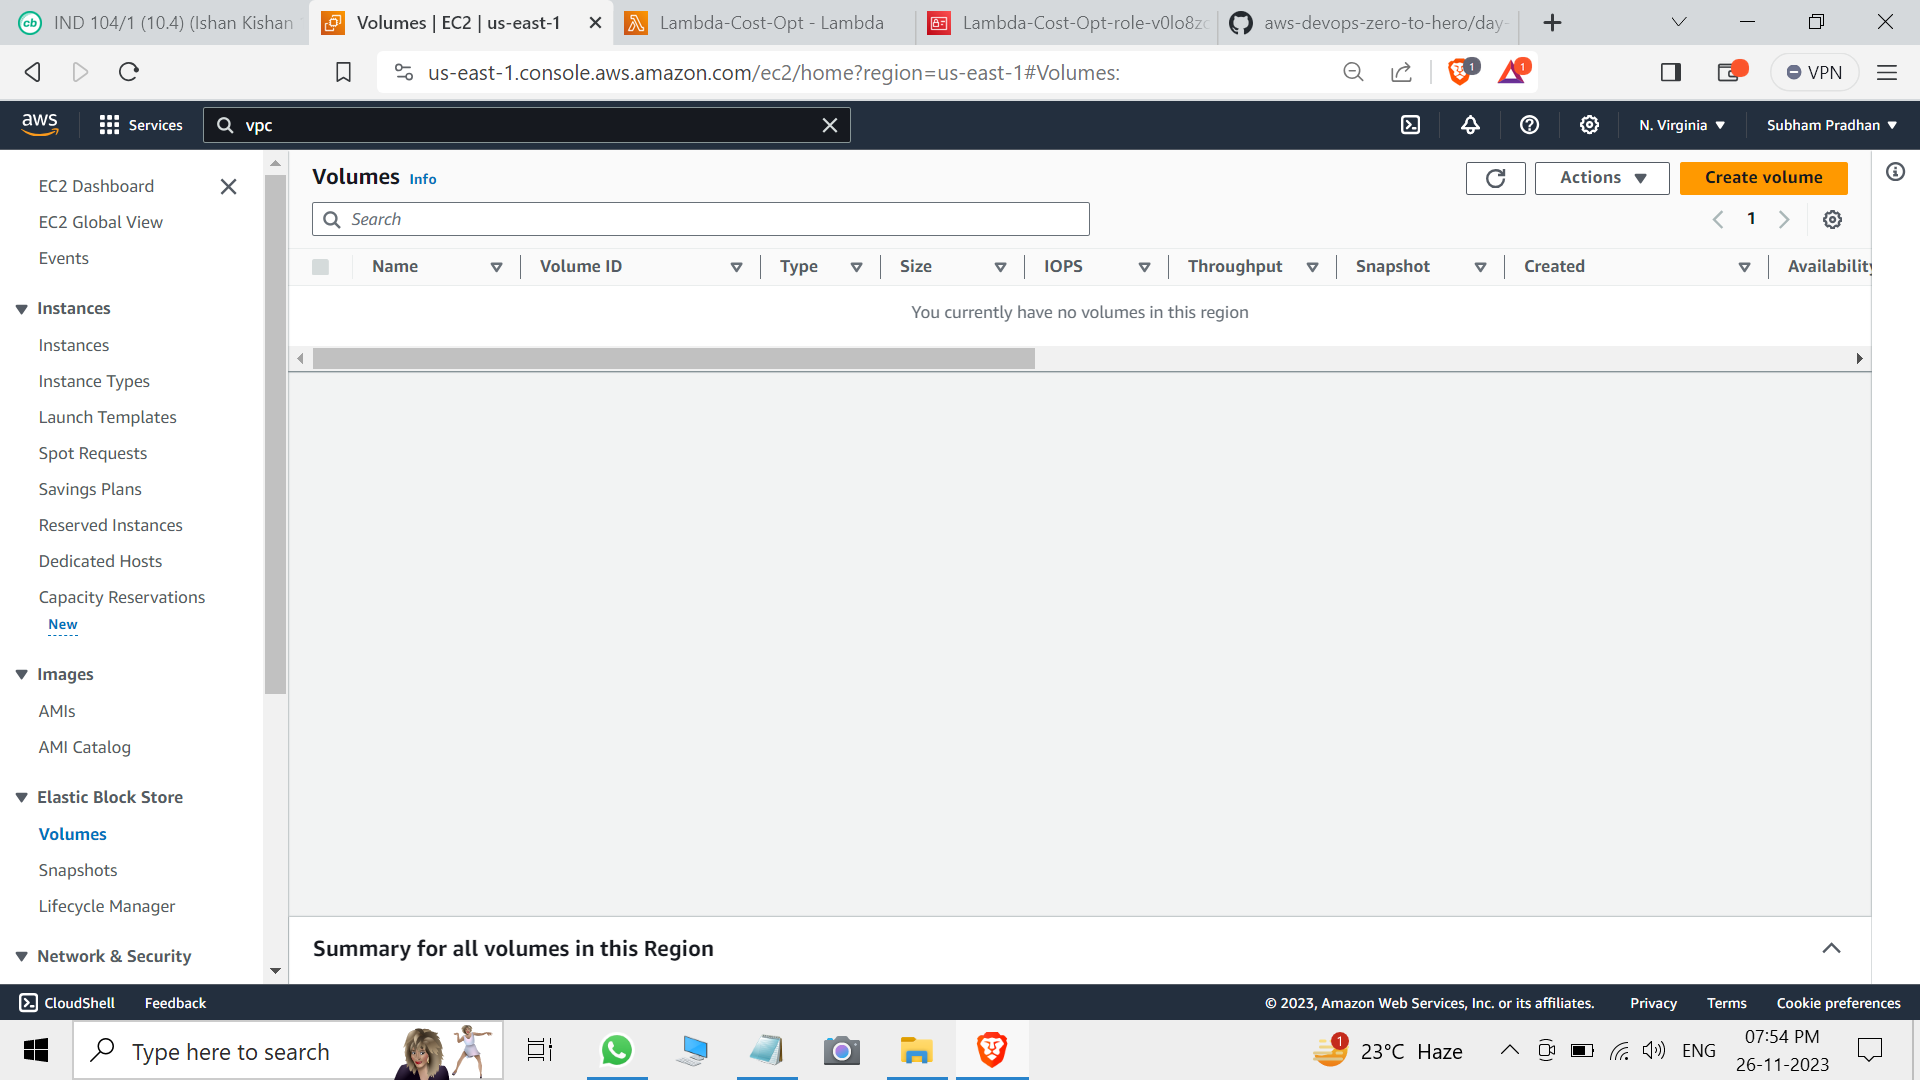 IND 104/1 (10.4) (Ishan Kishan
Volumes | EC2 | us-east-1
Lambda-Cost-Opt - Lambda
Lambda-Cost-Opt-role-v0lo8z
aws-devops-zero-to-hero/day-
us-east-1.console.aws.amazon.com/ec2/home?region=us-east-1#Volumes:
1
1
VPN
aws
Services
vpc
N. Virginia
Subham Pradhan
EC2 Dashboard
EC2 Global View
Events
Instances
Instances
Instance Types
Launch Templates
Spot Requests
Savings Plans
Reserved Instances
Dedicated Hosts
Capacity Reservations
New
Images
AMIs
AMI Catalog
Elastic Block Store
Volumes
Snapshots
Lifecycle Manager
Network & Security
Volumes Info
Actions
Create volume
Search
1
Name Volume ID Type Size IOPS Throughput Snapshot Created Availability
You currently have no volumes in this region
Summary for all volumes in this Region
CloudShell
Feedback
© 2023, Amazon Web Services, Inc. or its affiliates.
Privacy
Terms
Cookie preferences
Type here to search
1
23°C Haze
ENG
07:54 PM
26-11-2023